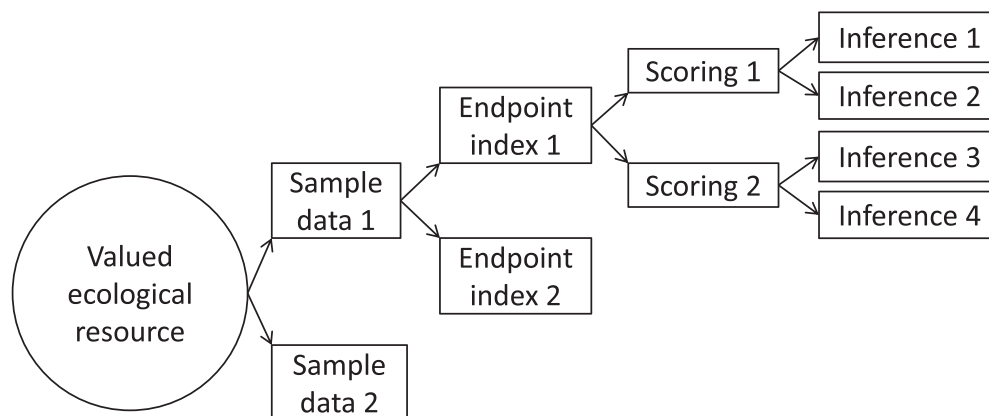 Valued
ecological
resource
Sample
data 1
Sample
data 2
Endpoint
index 1
Endpoint
index 2
Scoring 1
Scoring 2
Inference 1
Inference 2
Inference 3
Inference 4